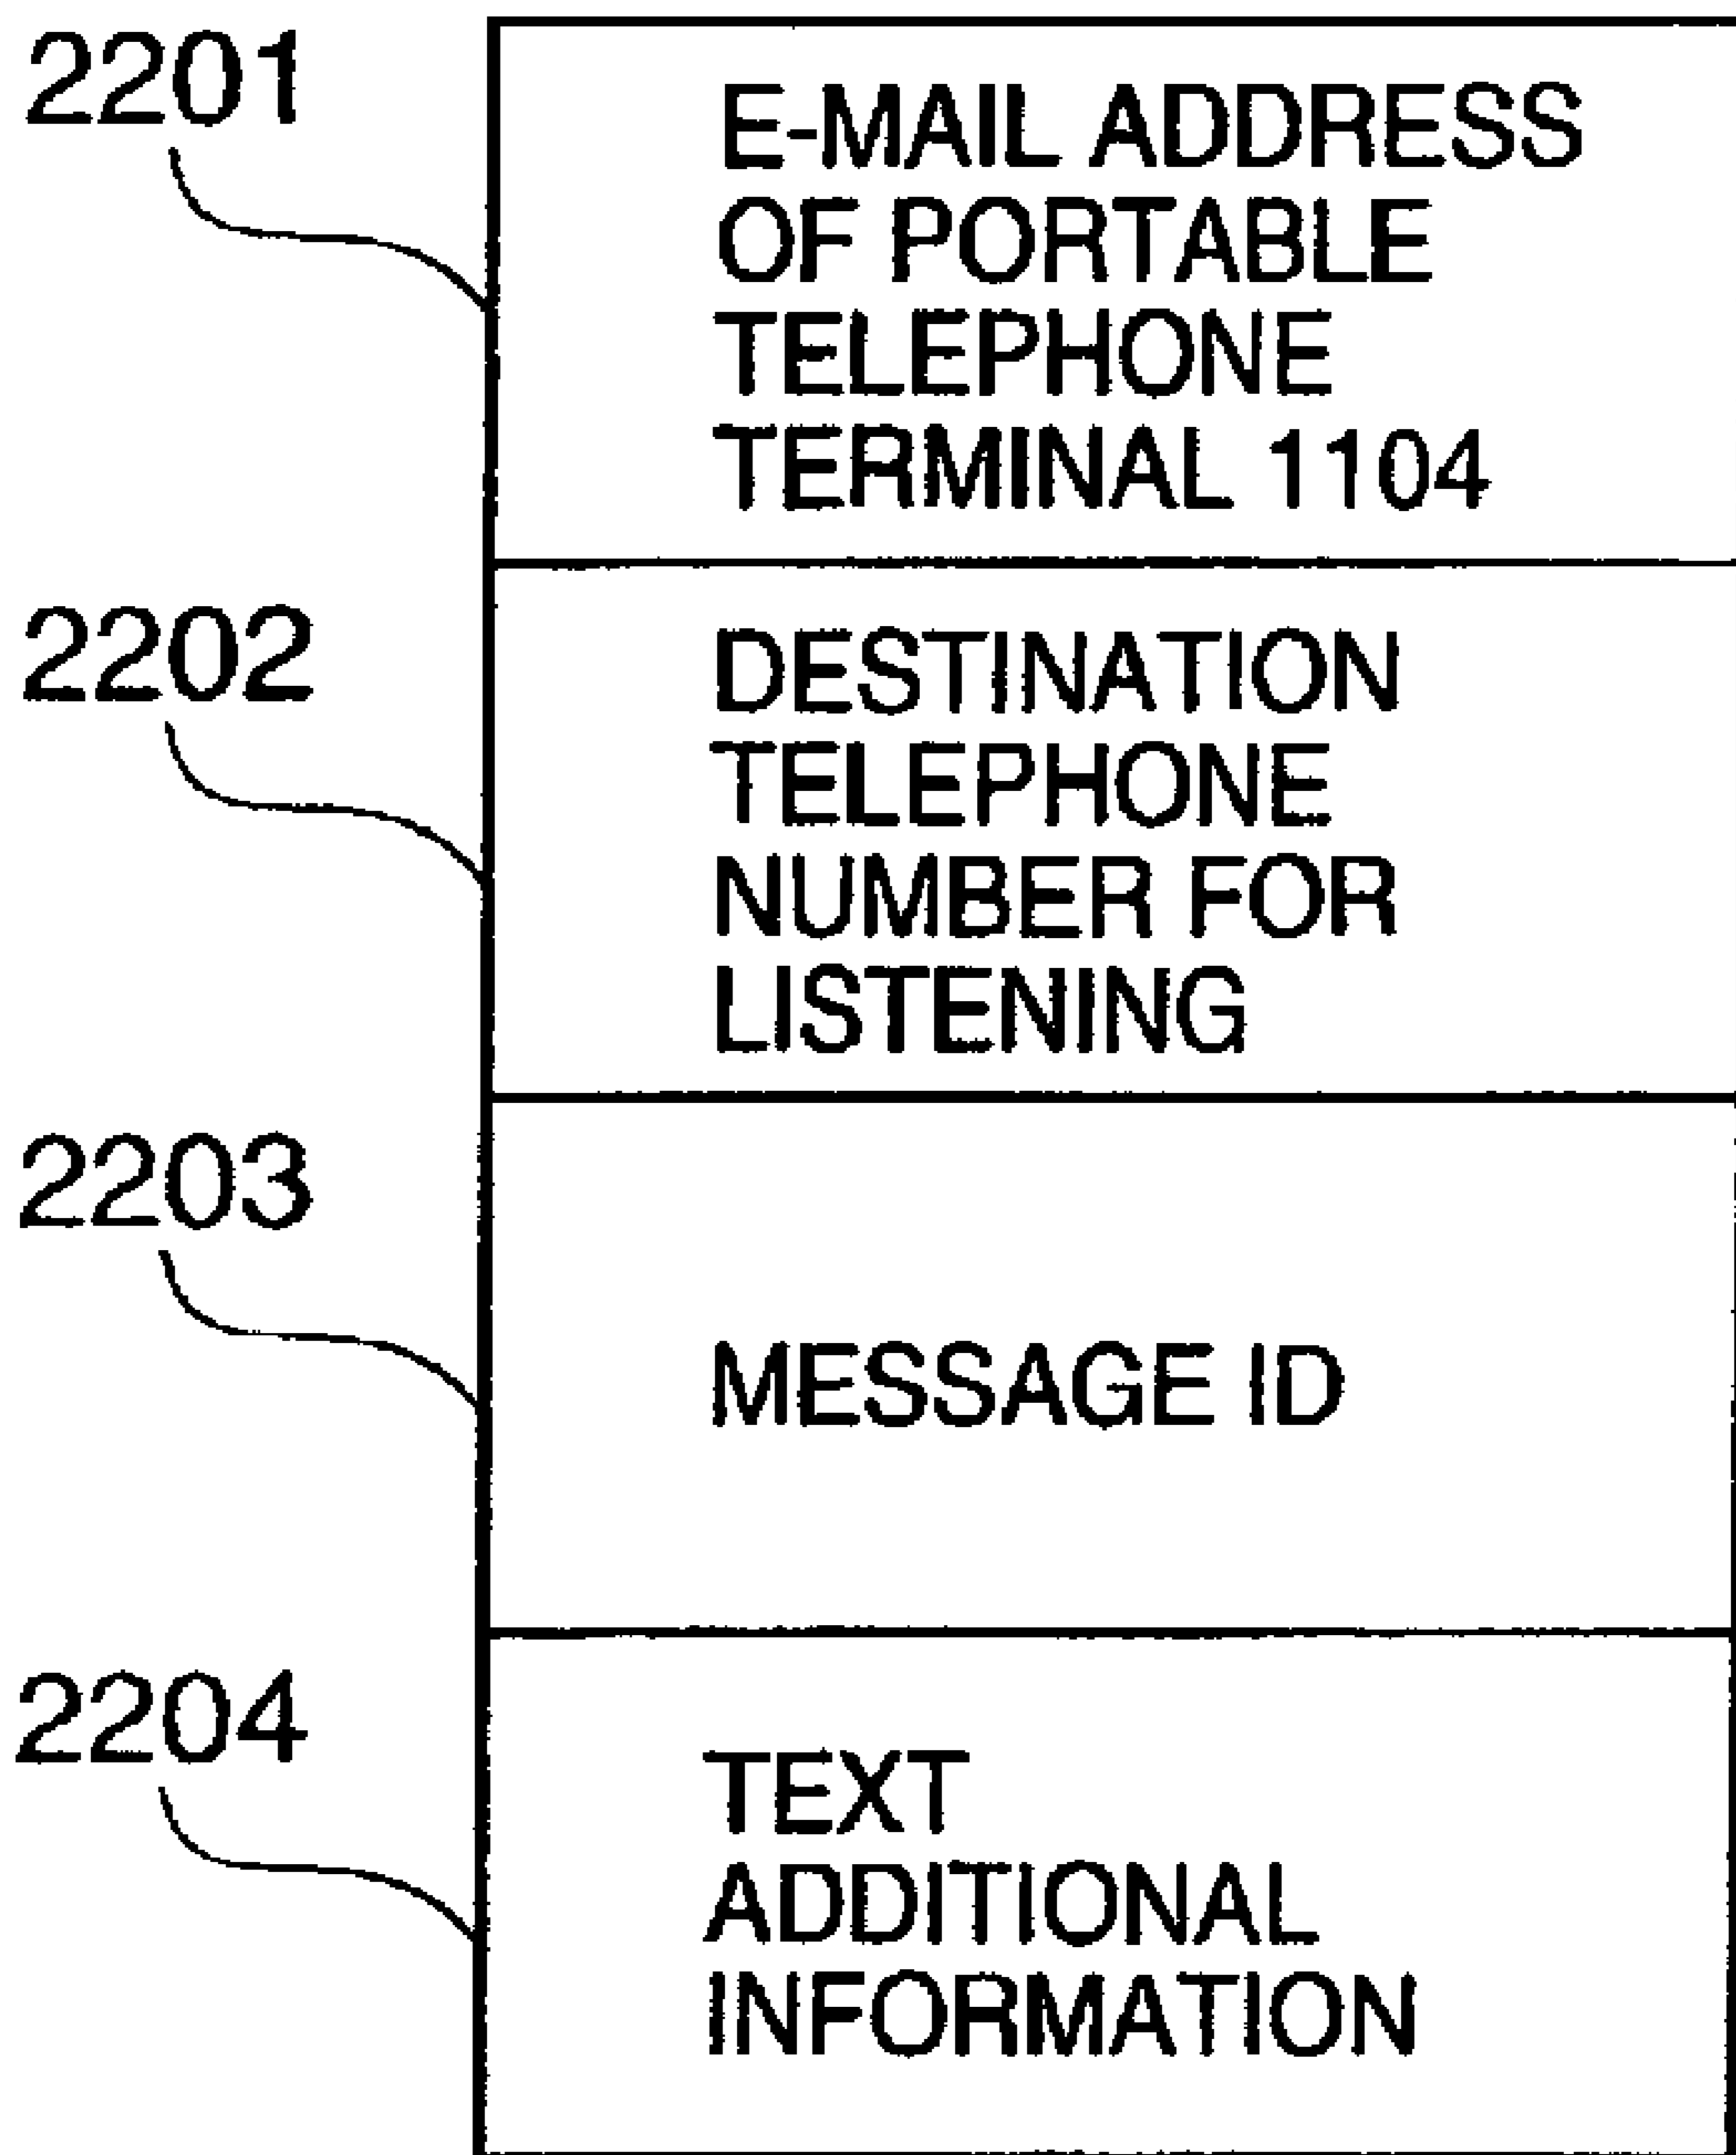 2201
E-MAIL ADDRESS
OF PORTABLE
TELEPHONE
TERMINAL 1104
2202
DESTINATION
TELEPHONE
NUMBER FOR
LISTENING
2203
MESSAGE ID
2204
TEXT
ADDITIONAL
INFORMATION